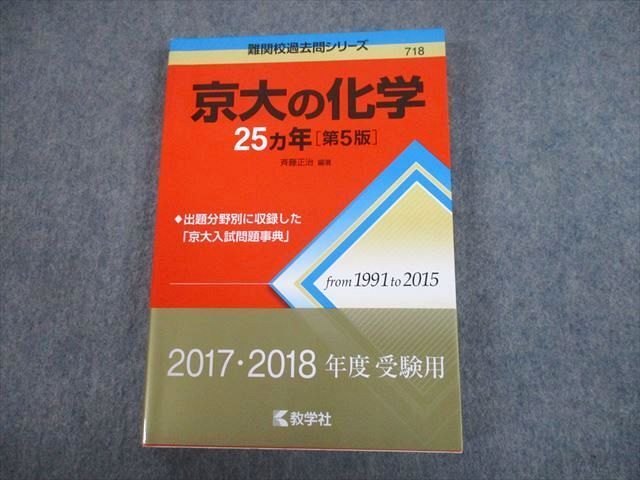 難関校過去問シリーズ
718
京大の化学
25ヵ年[第5版]
斉藤正治 編著
◆出題分野別に収録した
「京大入試問題事典」
from 1991 to 2015
2017・2018 年度 受験用
教学社